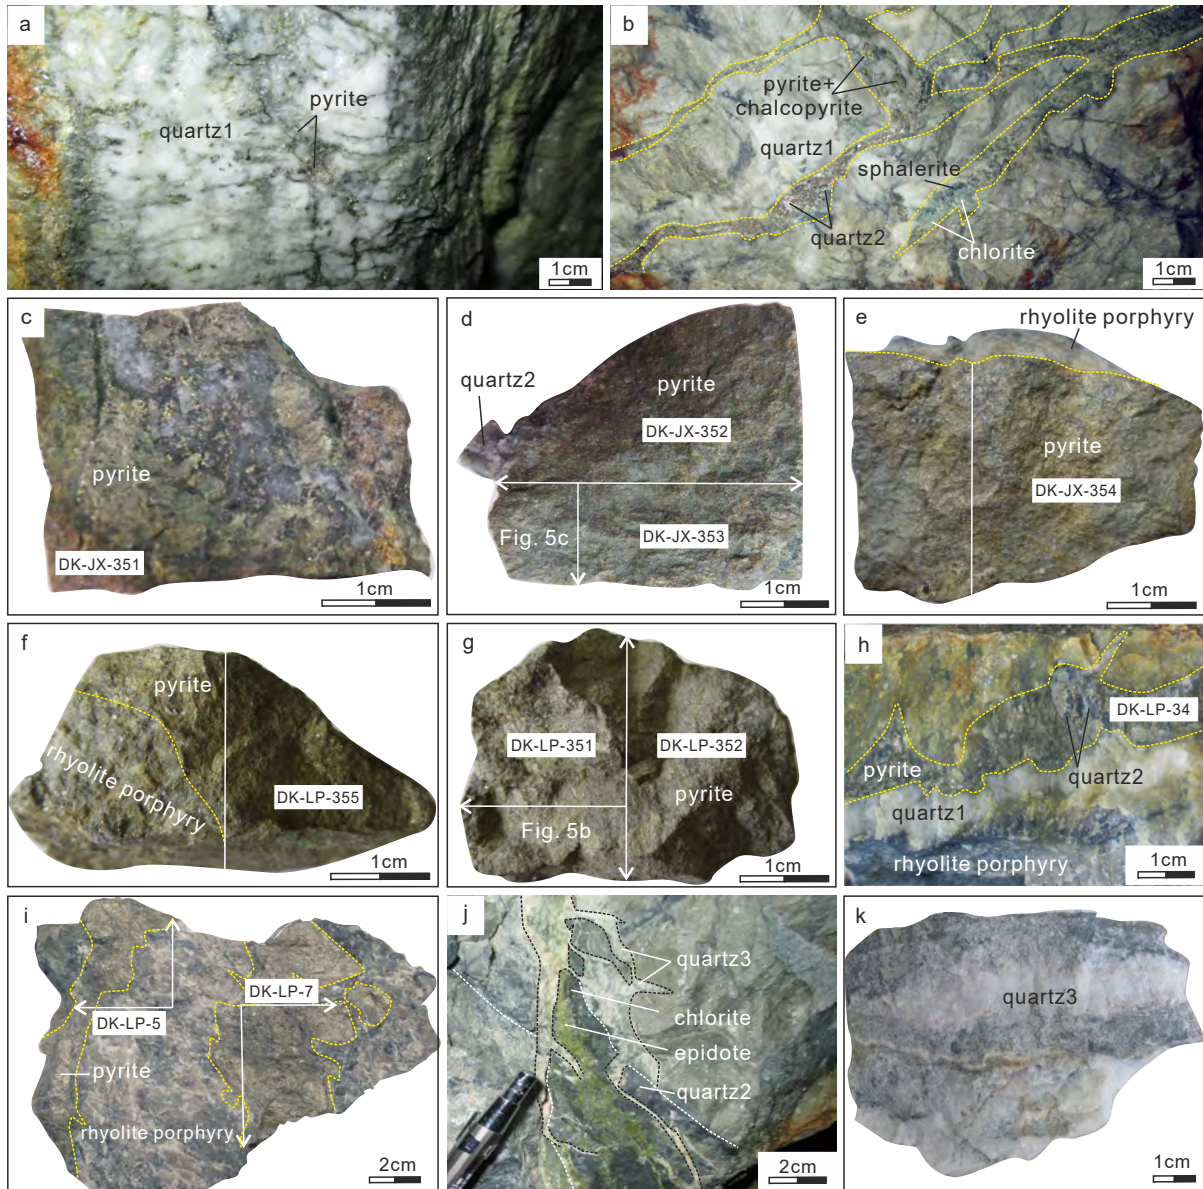 a
pyrite
quartz1
1cm
b
pyrite+
chalcopyrite
quartz1
sphalerite
quartz2
chlorite
1cm
c
pyrite
DK-JX-351
1cm
d
quartz2
pyrite
DK-JX-352
Fig. 5c
DK-JX-353
1cm
e
rhyolite porphyry
pyrite
DK-JX-354
1cm
f
pyrite
rhyolite porphyry
DK-LP-355
1cm
g
DK-LP-351
DK-LP-352
pyrite
Fig. 5b
1cm
h
DK-LP-34
pyrite
quartz2
quartz1
rhyolite porphyry
1cm
i
DK-LP-7
DK-LP-5
pyrite
rhyolite porphyry
2cm
j
quartz3
chlorite
epidote
quartz2
2cm
k
quartz3
1cm